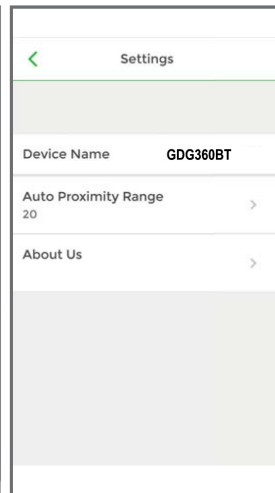 Settings
Device Name GDG360BT
Auto Proximity Range
20
About Us